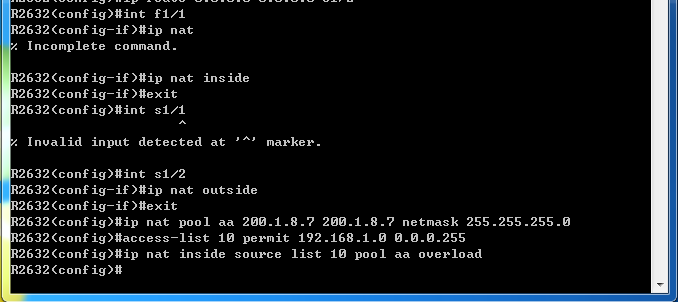 R2632(config)#int f1/1
R2632(config-if)#ip nat
% Incomplete command.
R2632(config-if)#ip nat inside
R2632(config-if)#exit
R2632(config)#int s1/1
^
% Invalid input detected at '^' marker.
R2632(config)#int s1/2
R2632(config-if)#ip nat outside
R2632(config-if)#exit
R2632(config)#ip nat pool aa 200.1.8.7 200.1.8.7 netmask 255.255.255.0
R2632(config)#access-list 10 permit 192.168.1.0 0.0.0.255
R2632(config)#ip nat inside source list 10 pool aa overload
R2632(config)#